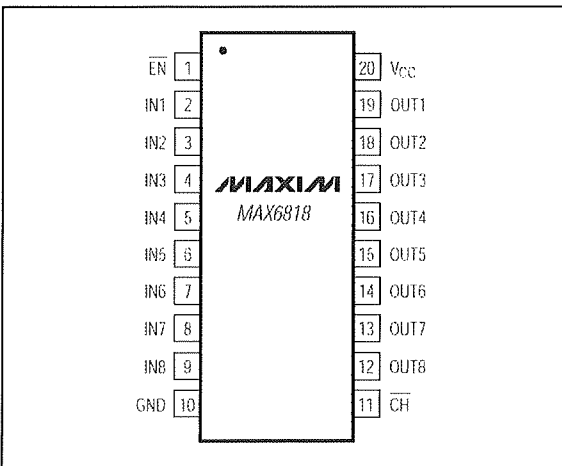 EN 1 20 VCC
IN1 2 19 OUT1
IN2 3 18 OUT2
IN3 4 17 OUT3
MAXIM
IN4 5 MAX6818 16 OUT4
IN5 6 15 OUT5
IN6 7 14 OUT6
IN7 8 13 OUT7
IN8 9 12 OUT8
GND 10 11 CH